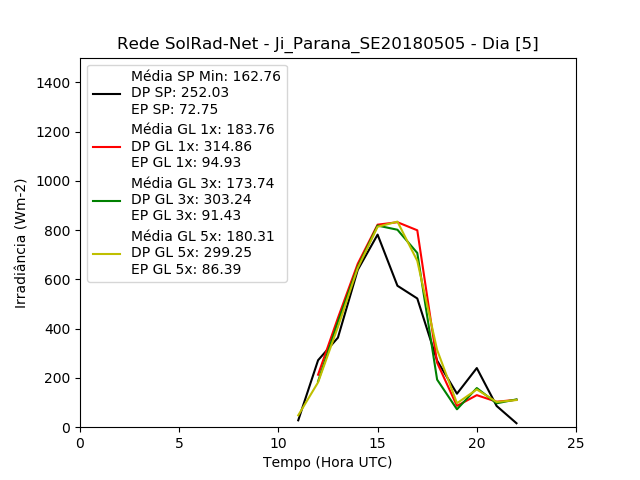 Rede SolRad-Net - Ji_Parana_SE20180505 - Dia [5]
Média SP Min: 162.76
DP SP: 252.03
EP SP: 72.75
Média GL 1x: 183.76
DP GL 1x: 314.86
EP GL 1x: 94.93
Média GL 3x: 173.74
DP GL 3x: 303.24
EP GL 3x: 91.43
Média GL 5x: 180.31
DP GL 5x: 299.25
EP GL 5x: 86.39
Irradiância (Wm-2)
1400
1200
1000
800
600
400
200
0
0 5 10 15 20 25
Tempo (Hora UTC)